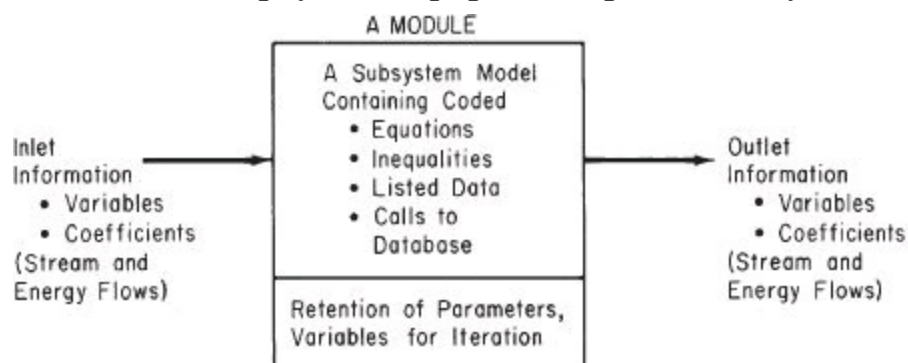 A MODULE
Inlet
Information
• Variables
• Coefficients
(Stream and
Energy Flows)
A Subsystem Model
Containing Coded
• Equations
• Inequalities
• Listed Data
• Calls to
Database
Retention of Parameters,
Variables for Iteration
Outlet
Information
• Variables
• Coefficients
(Stream and
Energy Flows)